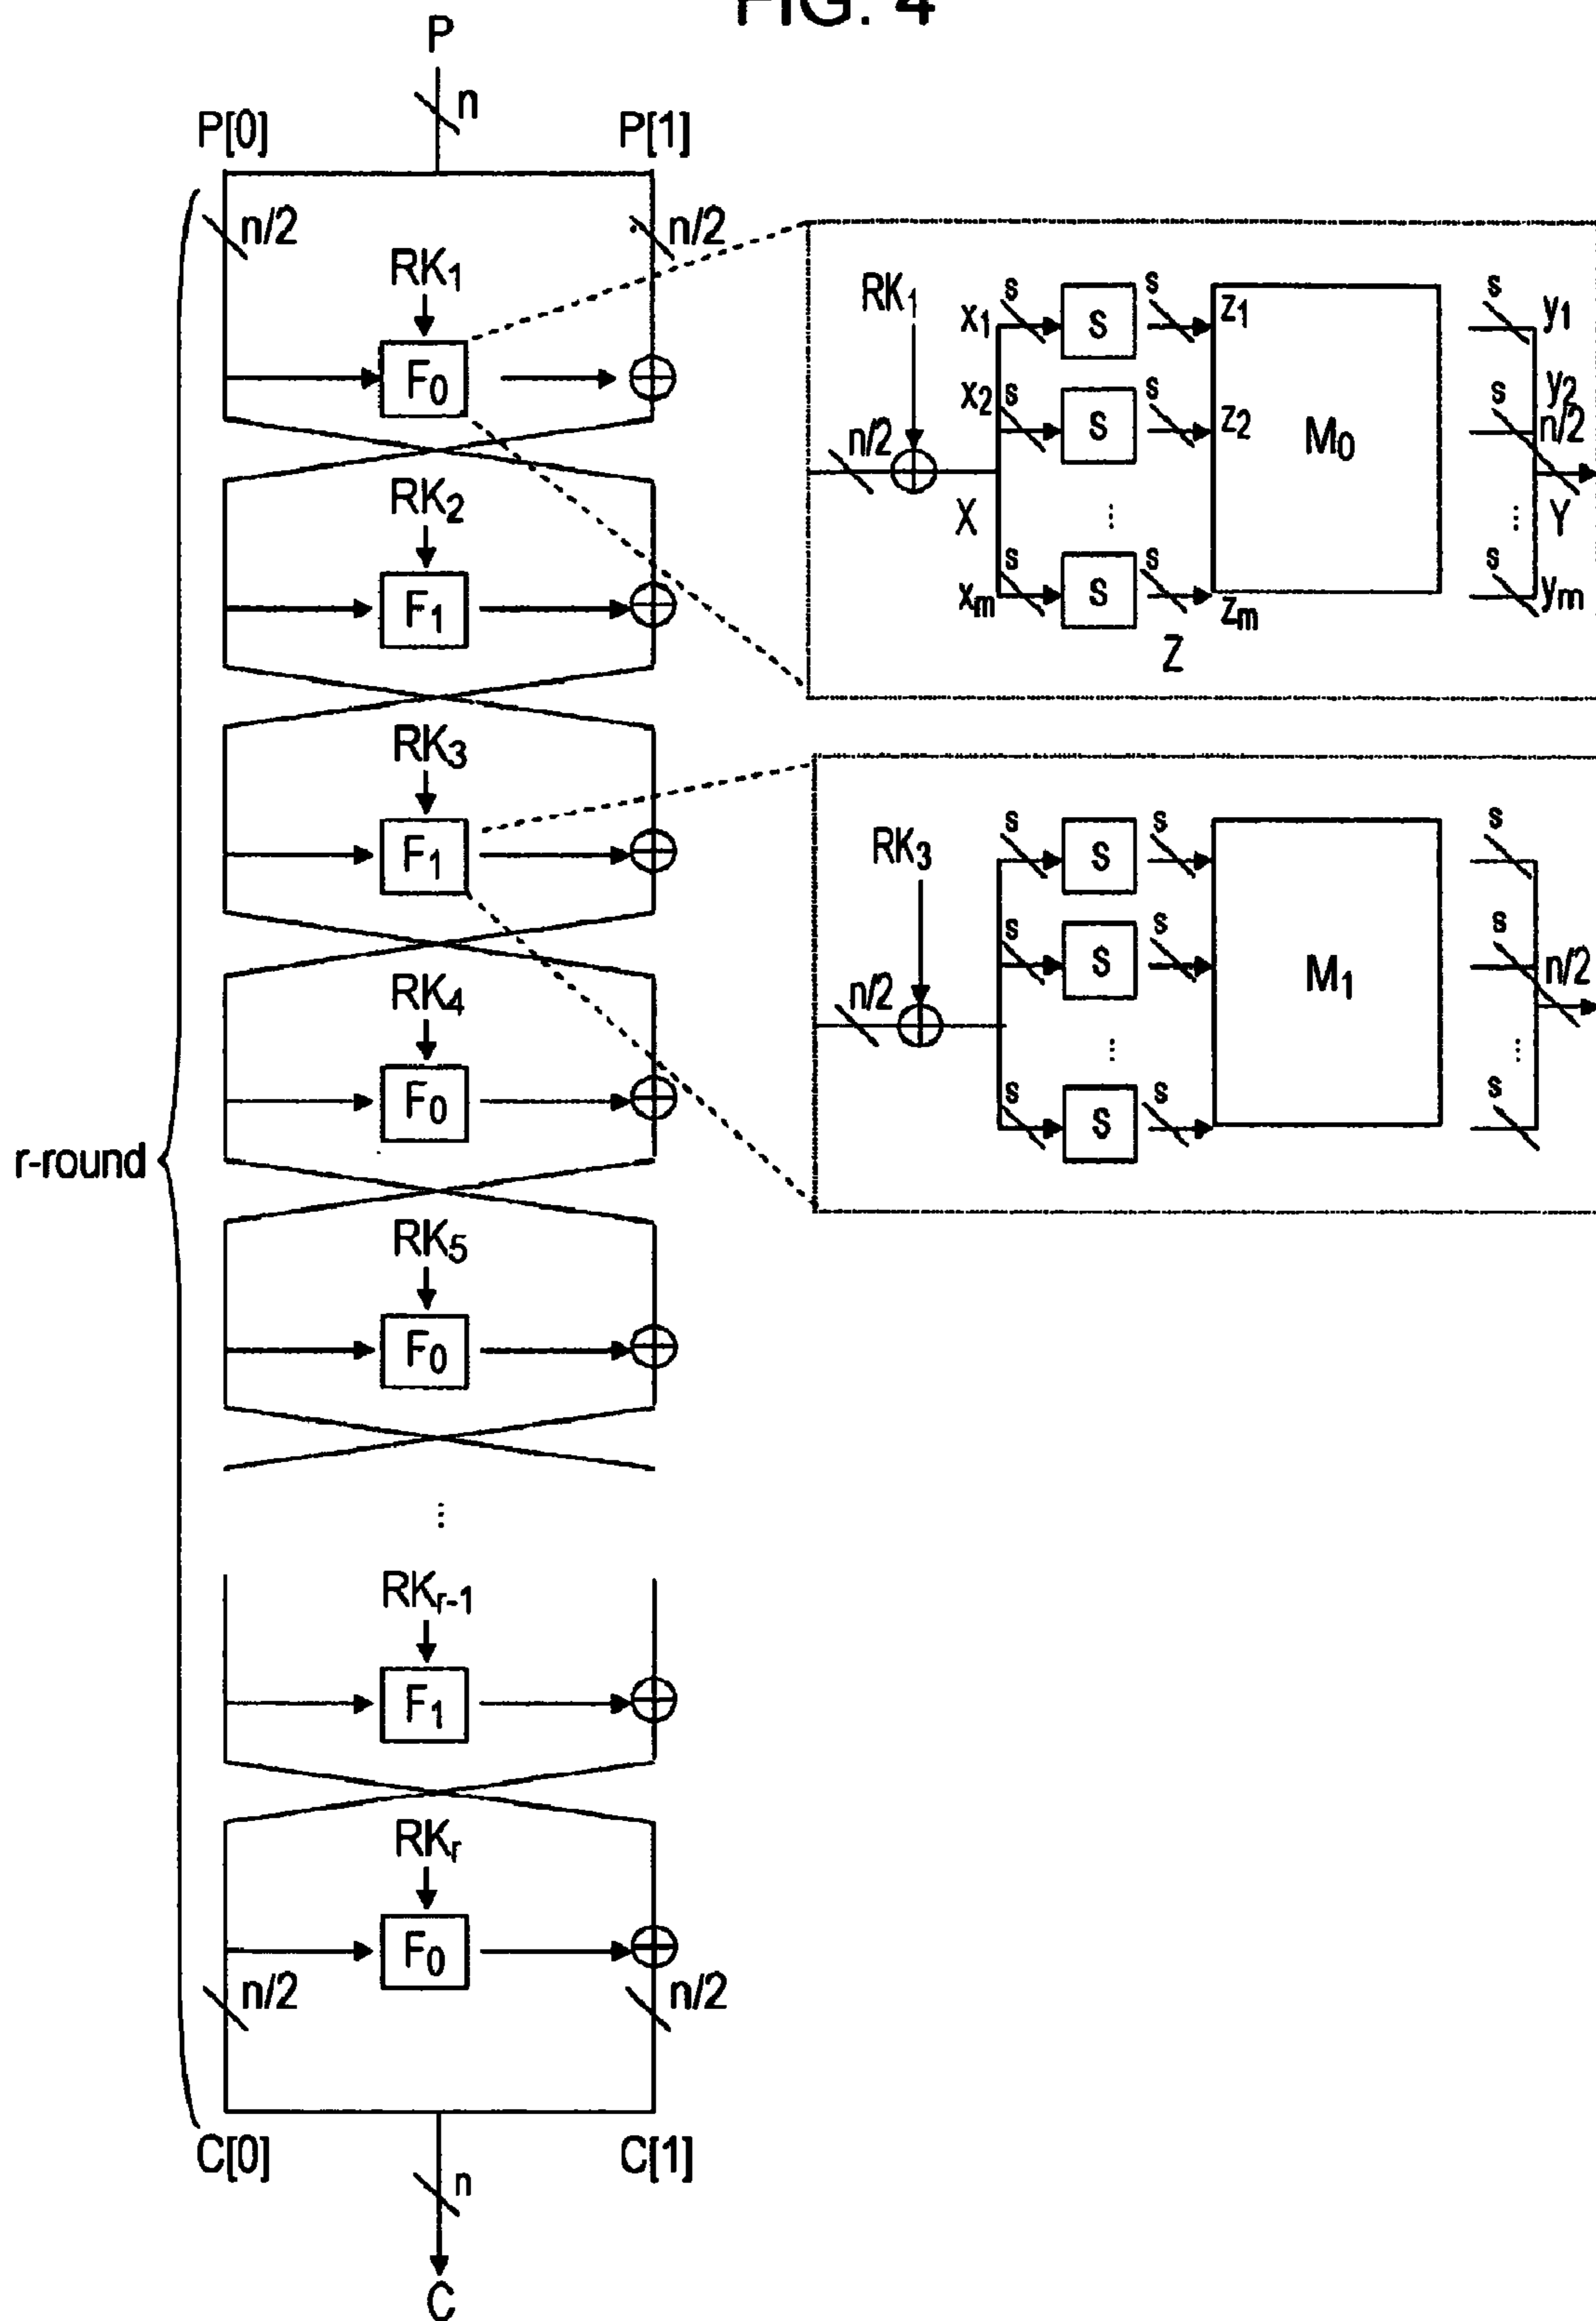 FIG. 4
P
n
P[0]
P[1]
n/2
n/2
RK1
F0
RK2
F1
RK3
F1
RK4
F0
RK5
F0
⋮
RKr-1
F1
RKr
F0
n/2
n/2
C[0]
C[1]
n
C
r-round
RK1
n/2
X
x1
s
S
s
z1
x2
s
S
s
z2
⋮
xm
s
S
s
zm
Z
M0
s
y1
s
y2
n/2
⋮
Y
s
ym
RK3
n/2
s
S
s
s
S
s
⋮
s
S
s
M1
s
s
n/2
⋮
s